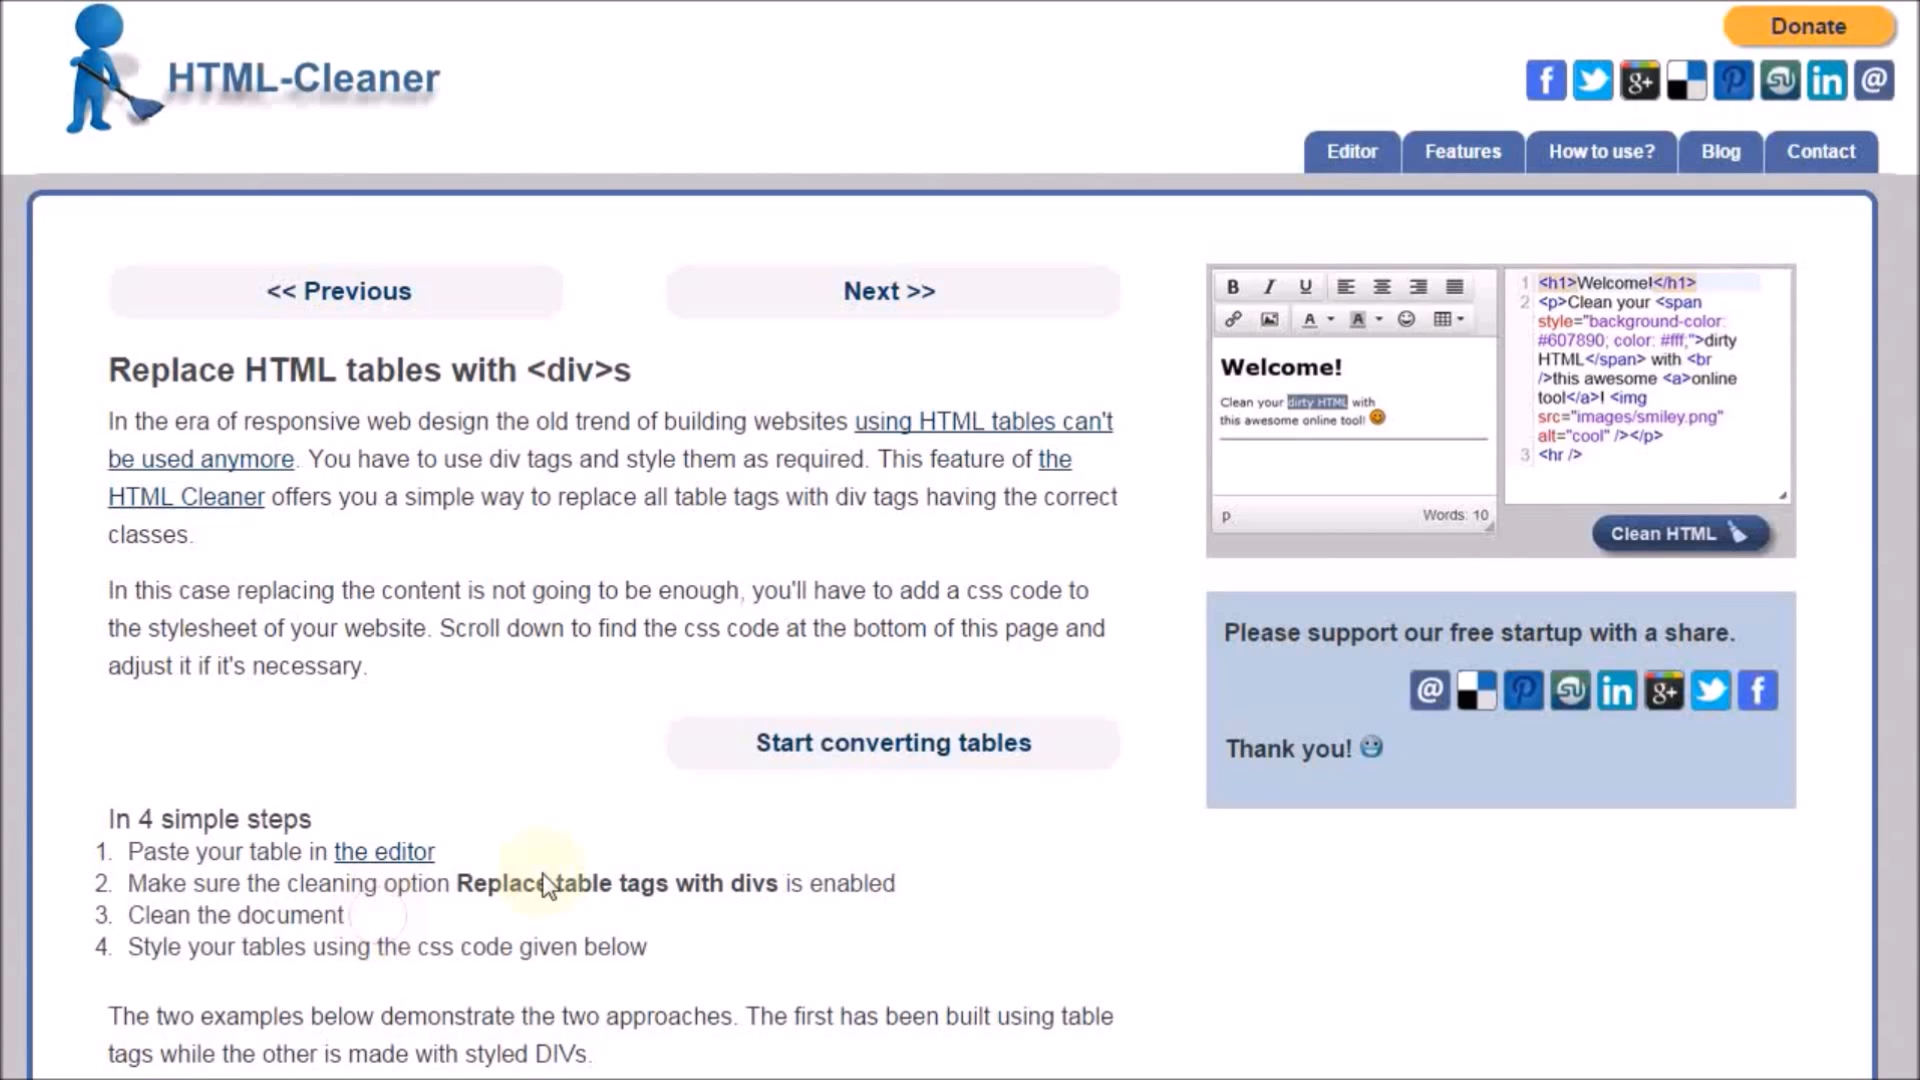 Donate
HTML-Cleaner
Editor Features How to use? Blog Contact
<< Previous
Next >>
Replace HTML tables with <div>s
In the era of responsive web design the old trend of building websites using HTML tables can't
be used anymore. You have to use div tags and style them as required. This feature of the
HTML Cleaner offers you a simple way to replace all table tags with div tags having the correct
classes.
In this case replacing the content is not going to be enough, you'll have to add a css code to
the stylesheet of your website. Scroll down to find the css code at the bottom of this page and
adjust it if it's necessary.
Start converting tables
In 4 simple steps
1. Paste your table in the editor
2. Make sure the cleaning option Replace table tags with divs is enabled
3. Clean the document
4. Style your tables using the css code given below
The two examples below demonstrate the two approaches. The first has been built using table
tags while the other is made with styled DIVs.
B I U
A A
Welcome!
Clean your dirty HTML with
this awesome online tool!
p Words: 10
1 <h1>Welcome!</h1>
2 <p>Clean your <span
style="background-color:
#607890; color: #fff;">dirty
HTML</span> with <br
/>this awesome <a>online
tool</a>! <img
src="images/smiley.png"
alt="cool" /></p>
3 <hr />
Clean HTML
Please support our free startup with a share.
Thank you!